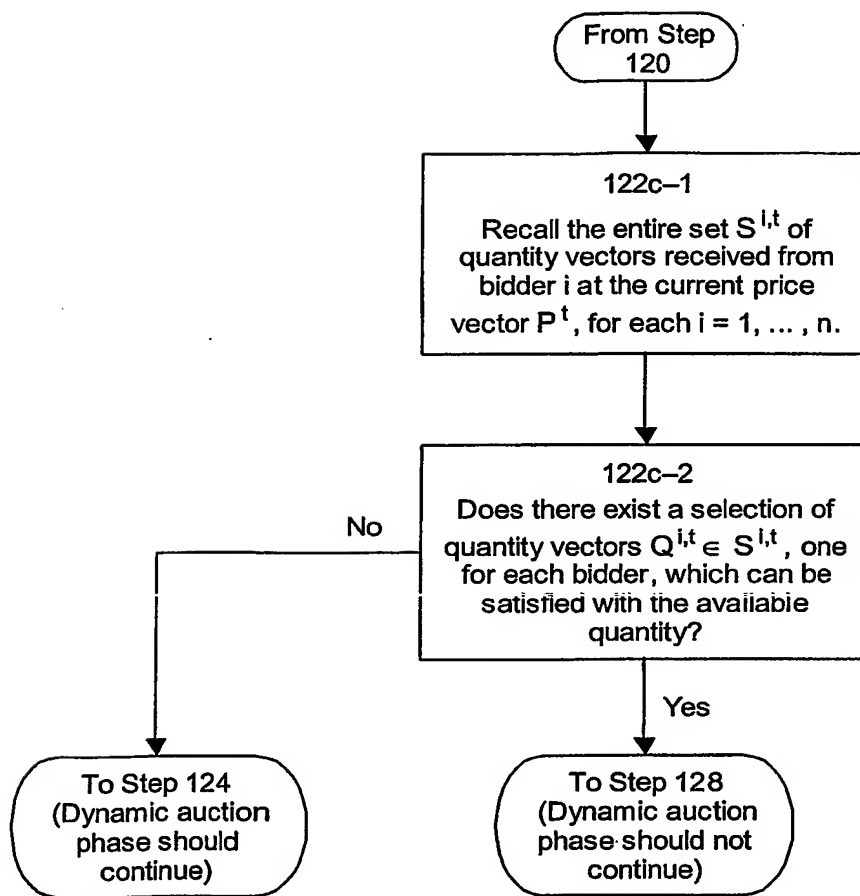 From Step
120
122c–1
Recall the entire set S^{i,t} of
quantity vectors received from
bidder i at the current price
vector P^t, for each i = 1, ... , n.
122c–2
Does there exist a selection of
quantity vectors Q^{i,t} ∈ S^{i,t}, one
for each bidder, which can be
satisfied with the available
quantity?
No
Yes
To Step 124
(Dynamic auction
phase should
continue)
To Step 128
(Dynamic auction
phase should not
continue)